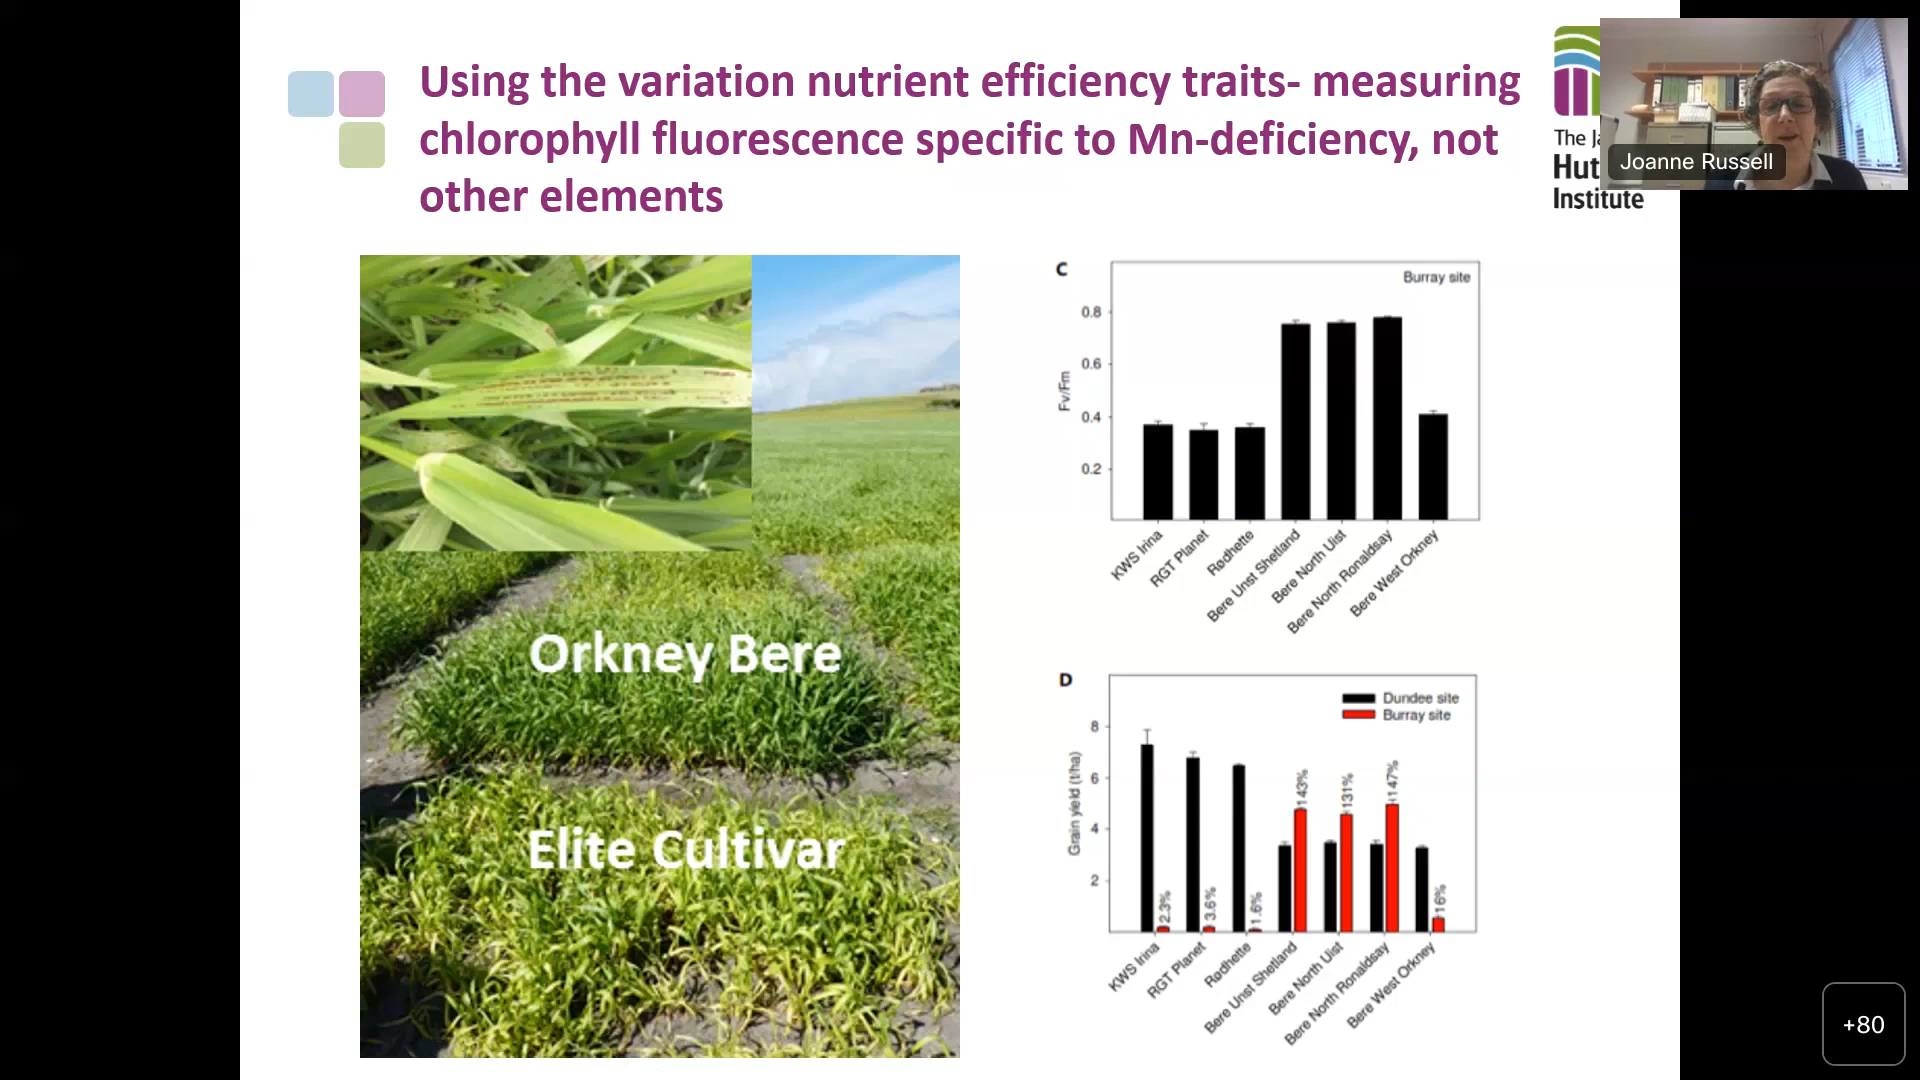 Using the variation nutrient efficiency traits- measuring
chlorophyll fluorescence specific to Mn-deficiency, not
other elements
The
Institute
Joanne Russell
Orkney Bere
Elite Cultivar
C
Burray site
Fv/Fm
0.8
0.6
0.4
0.2
KWS Irina
RGT Planet
Rødhette
Bere Unst Shetland
Bere North Uist
Bere North Ronaldsay
Bere West Orkney
D
Dundee site
Burray site
Grain yield (t/ha)
8
6
4
2
2.3%
3.6%
1.6%
143%
131%
147%
16%
KWS Irina
RGT Planet
Rødhette
Bere Unst Shetland
Bere North Uist
Bere North Ronaldsay
Bere West Orkney
+80